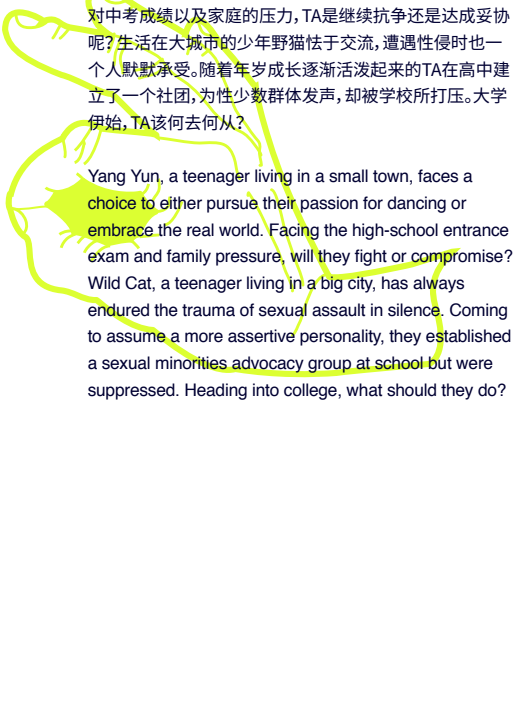 对中考成绩以及家庭的压力，TA是继续抗争还是达成妥协
呢？生活在大城市的少年野猫怯于交流，遭遇性侵时也一
个人默默承受。随着年岁成长逐渐活泼起来的TA在高中建
立了一个社团，为性少数群体发声，却被学校所打压。大学
伊始，TA该何去何从？
Yang Yun, a teenager living in a small town, faces a
choice to either pursue their passion for dancing or
embrace the real world. Facing the high-school entrance
exam and family pressure, will they fight or compromise?
Wild Cat, a teenager living in a big city, has always
endured the trauma of sexual assault in silence. Coming
to assume a more assertive personality, they established
a sexual minorities advocacy group at school but were
suppressed. Heading into college, what should they do?